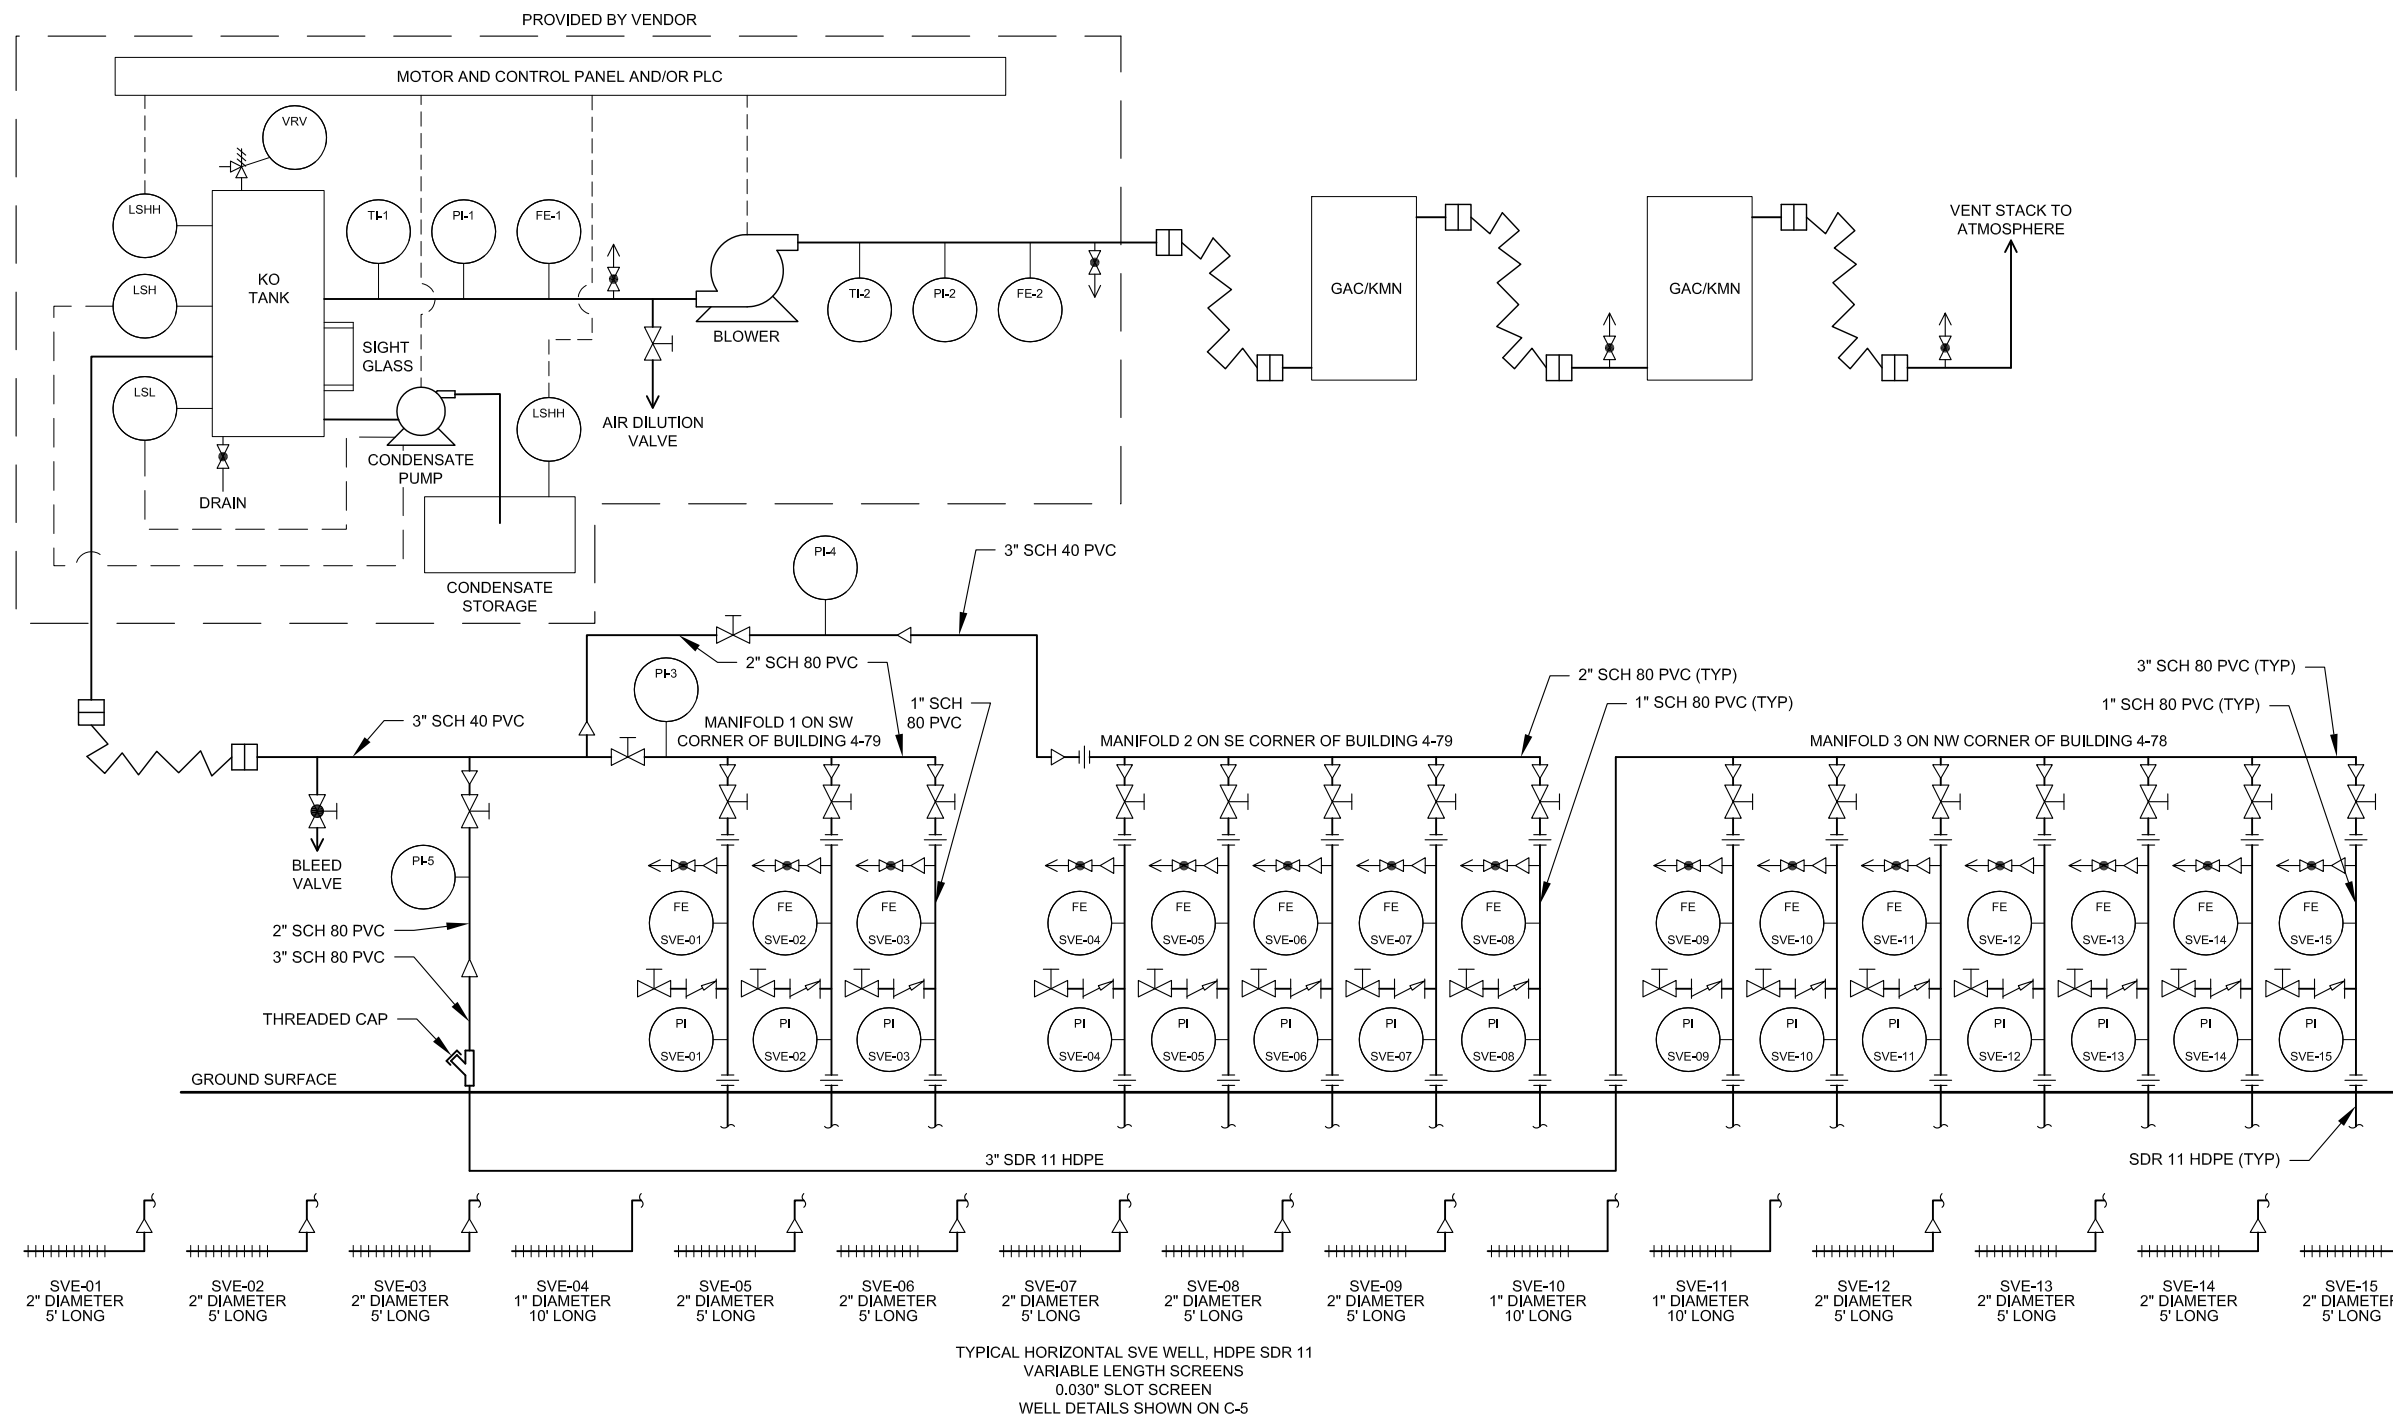 PROVIDED BY VENDOR
MOTOR AND CONTROL PANEL AND/OR PLC
VRV
LSHH
TI-1
PI-1
FE-1
VENT STACK TO
ATMOSPHERE
KO
TANK
LSH
TI-2
PI-2
FE-2
GAC/KMN
GAC/KMN
BLOWER
SIGHT
GLASS
LSL
LSHH
AIR DILUTION
VALVE
CONDENSATE
PUMP
DRAIN
CONDENSATE
STORAGE
PI-4
3" SCH 40 PVC
2" SCH 80 PVC
PI-3
3" SCH 40 PVC
1" SCH
80 PVC
MANIFOLD 1 ON SW
CORNER OF BUILDING 4-79
2" SCH 80 PVC (TYP)
1" SCH 80 PVC (TYP)
MANIFOLD 2 ON SE CORNER OF BUILDING 4-79
3" SCH 80 PVC (TYP)
1" SCH 80 PVC (TYP)
MANIFOLD 3 ON NW CORNER OF BUILDING 4-78
BLEED
VALVE
PI-5
2" SCH 80 PVC
3" SCH 80 PVC
THREADED CAP
GROUND SURFACE
FE
SVE-01
FE
SVE-02
FE
SVE-03
FE
SVE-04
FE
SVE-05
FE
SVE-06
FE
SVE-07
FE
SVE-08
FE
SVE-09
FE
SVE-10
FE
SVE-11
FE
SVE-12
FE
SVE-13
FE
SVE-14
FE
SVE-15
PI
SVE-01
PI
SVE-02
PI
SVE-03
PI
SVE-04
PI
SVE-05
PI
SVE-06
PI
SVE-07
PI
SVE-08
PI
SVE-09
PI
SVE-10
PI
SVE-11
PI
SVE-12
PI
SVE-13
PI
SVE-14
PI
SVE-15
3" SDR 11 HDPE
SDR 11 HDPE (TYP)
SVE-01
2" DIAMETER
5' LONG
SVE-02
2" DIAMETER
5' LONG
SVE-03
2" DIAMETER
5' LONG
SVE-04
1" DIAMETER
10' LONG
SVE-05
2" DIAMETER
5' LONG
SVE-06
2" DIAMETER
5' LONG
SVE-07
2" DIAMETER
5' LONG
SVE-08
2" DIAMETER
5' LONG
SVE-09
2" DIAMETER
5' LONG
SVE-10
1" DIAMETER
10' LONG
SVE-11
1" DIAMETER
10' LONG
SVE-12
2" DIAMETER
5' LONG
SVE-13
2" DIAMETER
5' LONG
SVE-14
2" DIAMETER
5' LONG
SVE-15
2" DIAMETER
5' LONG
TYPICAL HORIZONTAL SVE WELL, HDPE SDR 11
VARIABLE LENGTH SCREENS
0.030" SLOT SCREEN
WELL DETAILS SHOWN ON C-5